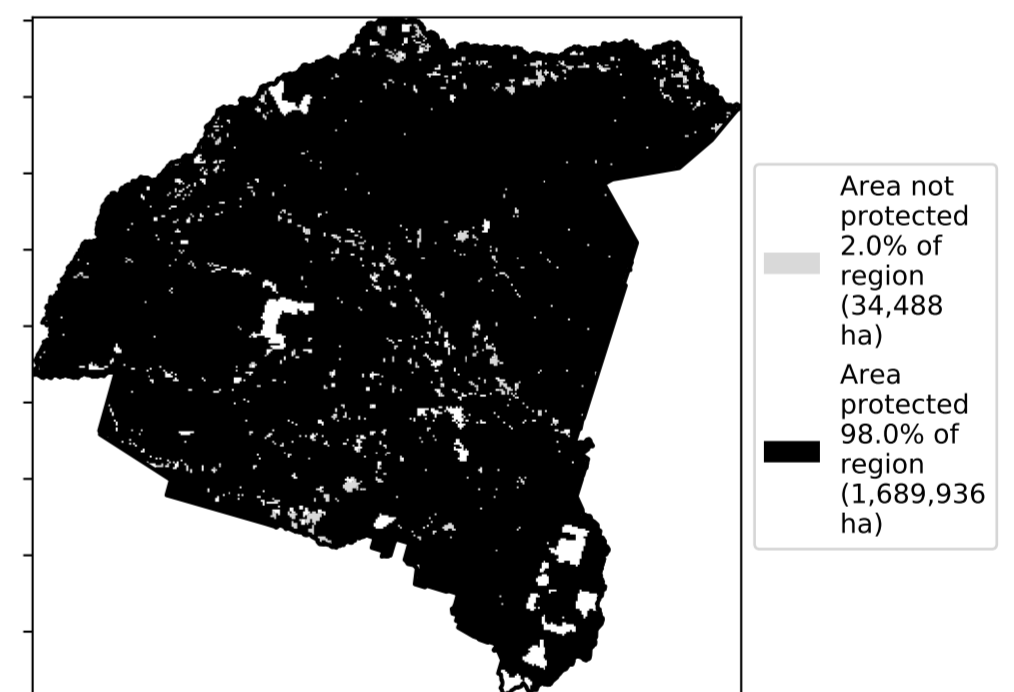 Area not
protected
2.0% of
region
(34,488
ha)
Area
protected
98.0% of
region
(1,689,936
ha)